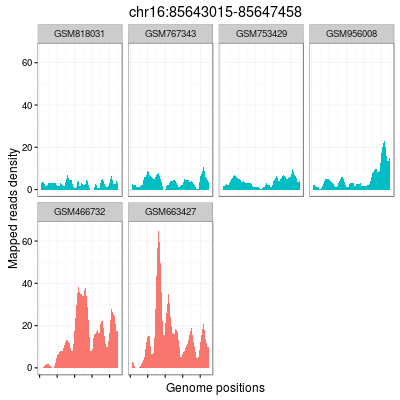 chr16:85643015-85647458
GSM818031 GSM767343 GSM753429 GSM956008
60
40
20
0
Mapped reads density
GSM466732 GSM663427
60
40
20
0
Genome positions